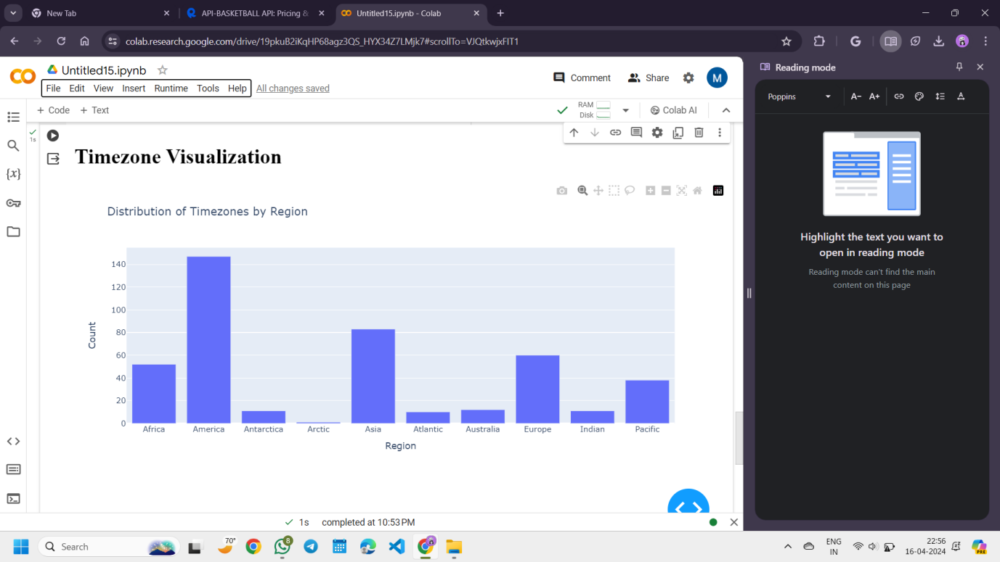 New Tab
API-BASKETBALL API: Pricing &
Untitled15.ipynb - Colab
colab.research.google.com/drive/19pkuB2iKqHP68agz3QS_HYX34Z7LMjk7#scrollTo=VJQtkwjxFIT1
Untitled15.ipynb
File Edit View Insert Runtime Tools Help All changes saved
Comment Share M
+ Code + Text
RAM
Disk
Colab AI
1s
Timezone Visualization
Distribution of Timezones by Region
Count
140
120
100
80
60
40
20
0
Africa America Antarctica Arctic Asia Atlantic Australia Europe Indian Pacific
Region
1s completed at 10:53 PM
Reading mode
Poppins A- A+
Highlight the text you want to
open in reading mode
Reading mode can't find the main
content on this page
Search
70°
8
ENG
IN
22:56
16-04-2024
PRE